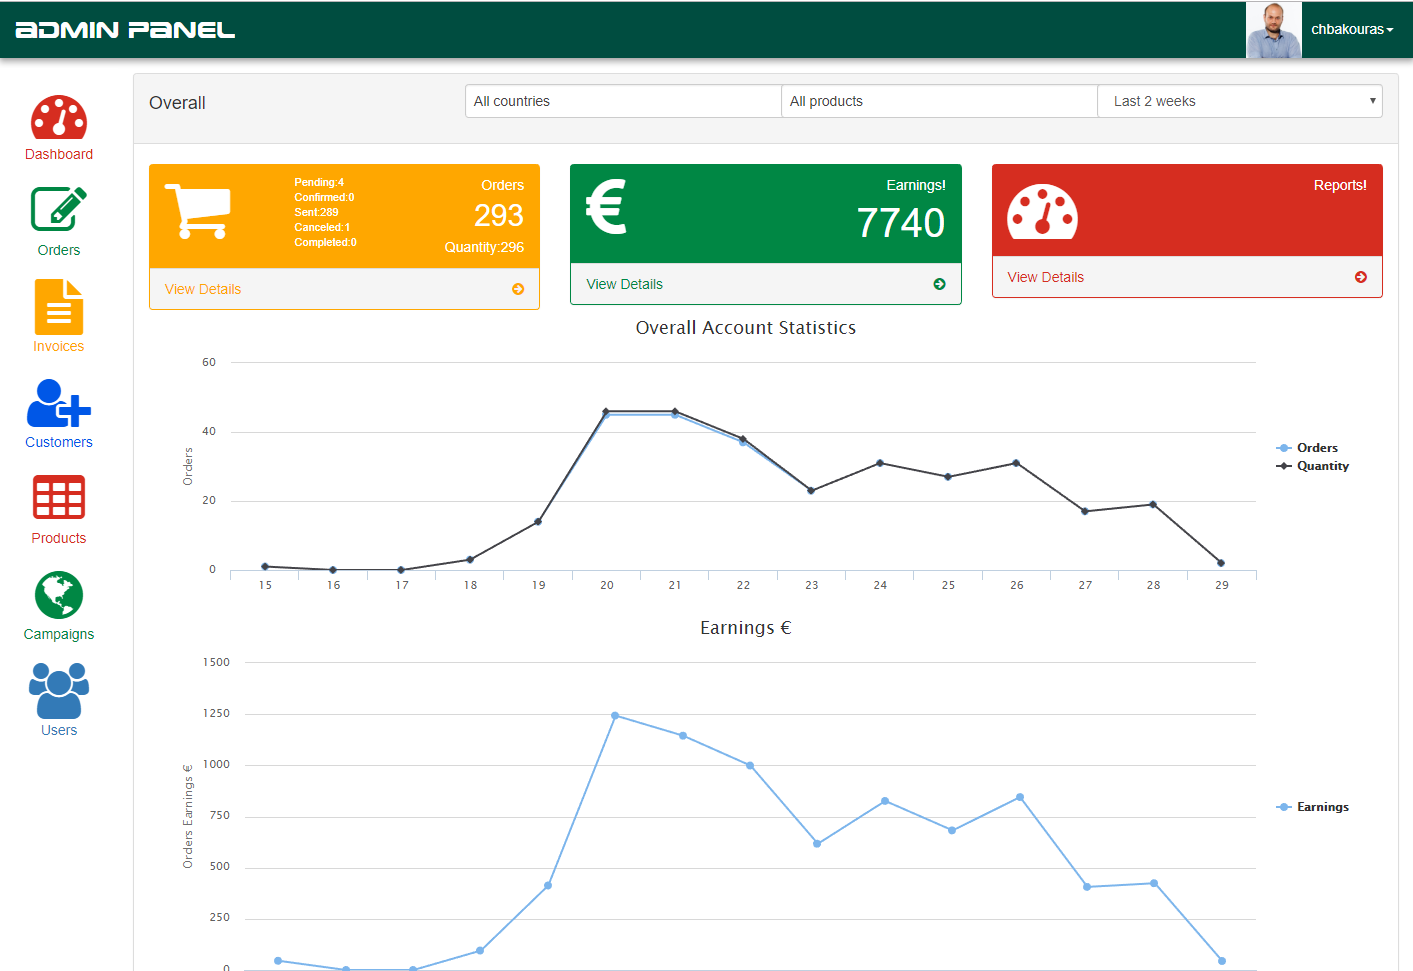 ADMIN PANEL
chbakouras
Dashboard
Orders
Invoices
Customers
Products
Campaigns
Users
Overall
All countries
All products
Last 2 weeks
Pending:4
Confirmed:0
Sent:289
Canceled:1
Completed:0
Orders
293
Quantity:296
View Details
Earnings!
7740
View Details
Reports!
View Details
Overall Account Statistics
60
40
20
0
Orders
15 16 17 18 19 20 21 22 23 24 25 26 27 28 29
Orders
Quantity
Earnings €
1500
1250
1000
750
500
250
0
Orders Earnings €
Earnings